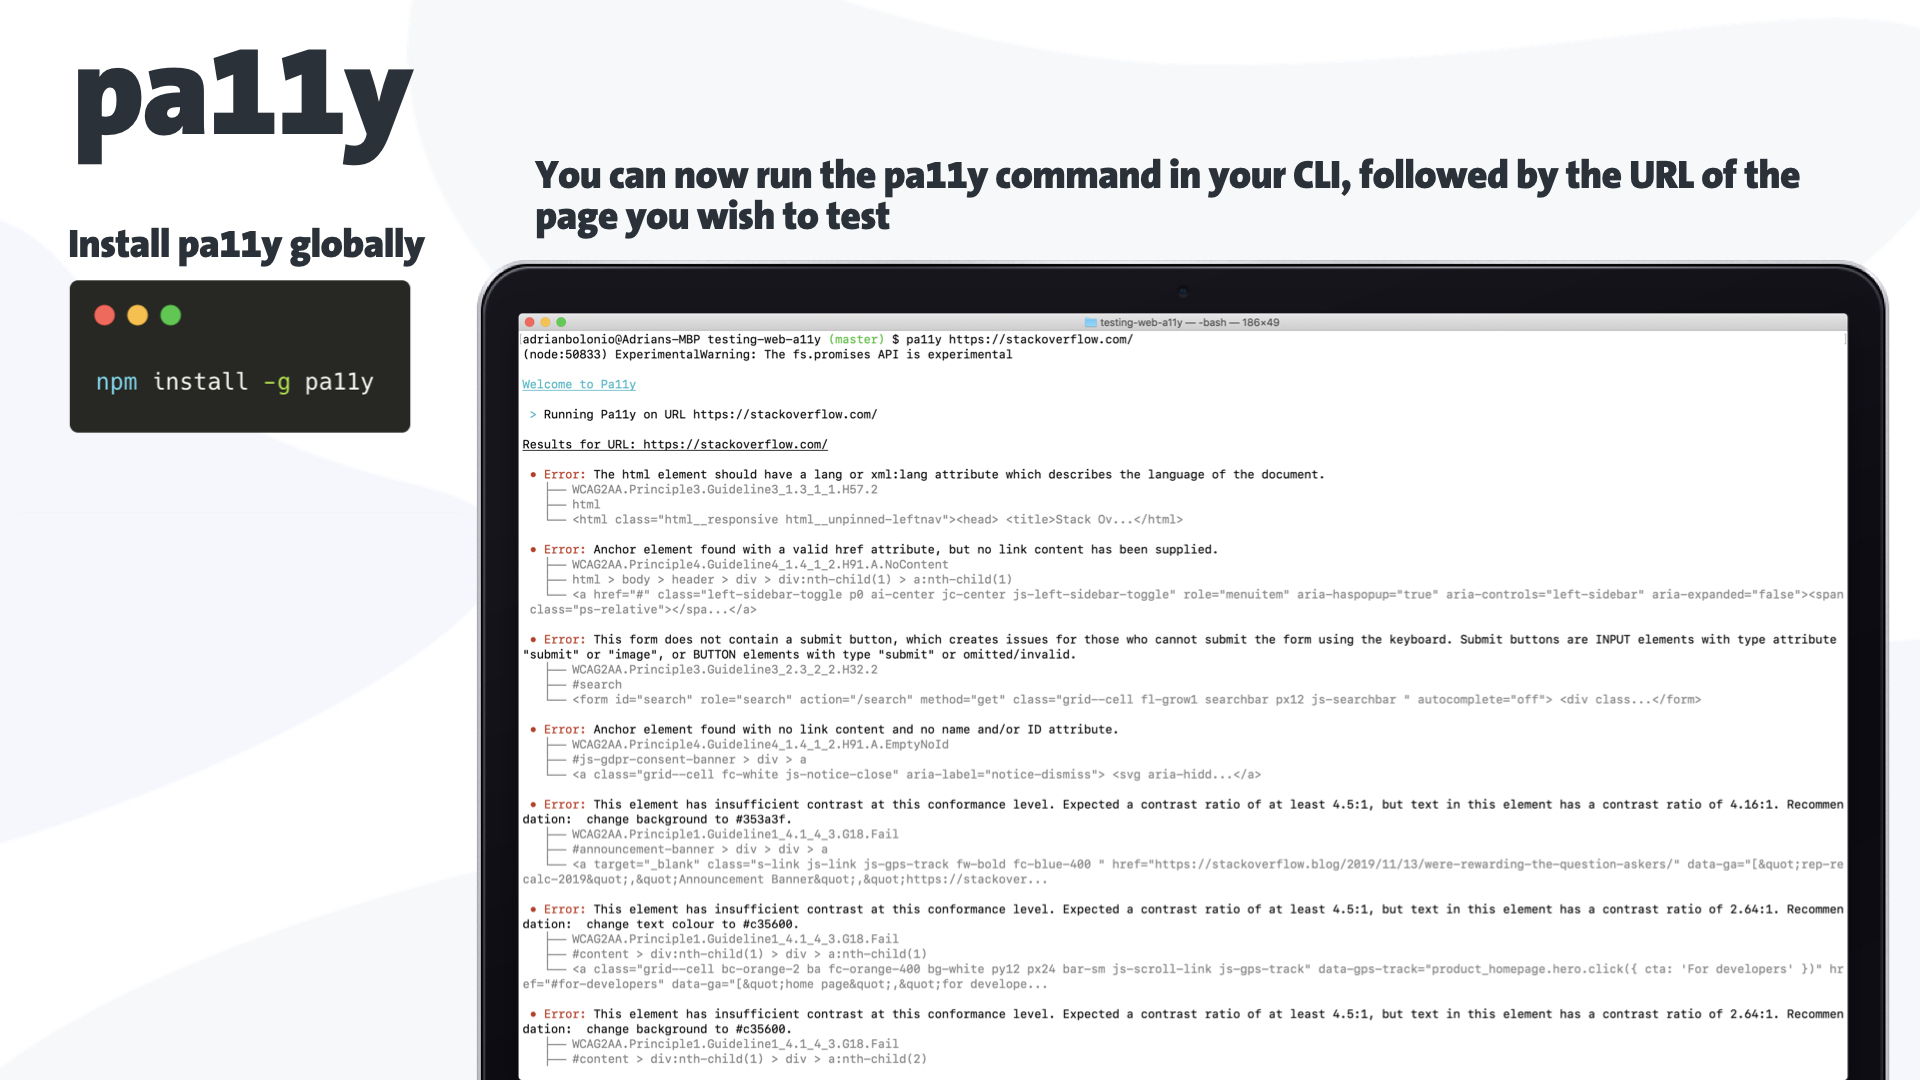 pa11y
Install pa11y globally
npm install -g pa11y
You can now run the pa11y command in your CLI, followed by the URL of the
page you wish to test
testing-web-a11y — -bash — 186×49
adrianbolonio@Adrians-MBP testing-web-a11y (master) $ pa11y https://stackoverflow.com/
(node:50833) ExperimentalWarning: The fs.promises API is experimental
Welcome to Pa11y
> Running Pa11y on URL https://stackoverflow.com/
Results for URL: https://stackoverflow.com/
• Error: The html element should have a lang or xml:lang attribute which describes the language of the document.
├── WCAG2AA.Principle3.Guideline3_1.3_1_1.H57.2
├── html
└── <html class="html__responsive html__unpinned-leftnav"><head> <title>Stack Ov...</html>
• Error: Anchor element found with a valid href attribute, but no link content has been supplied.
├── WCAG2AA.Principle4.Guideline4_1.4_1_2.H91.A.NoContent
├── html > body > header > div > div:nth-child(1) > a:nth-child(1)
└── <a href="#" class="left-sidebar-toggle p0 ai-center jc-center js-left-sidebar-toggle" role="menuitem" aria-haspopup="true" aria-controls="left-sidebar" aria-expanded="false"><span
class="ps-relative"></spa...</a>
• Error: This form does not contain a submit button, which creates issues for those who cannot submit the form using the keyboard. Submit buttons are INPUT elements with type attribute
"submit" or "image", or BUTTON elements with type "submit" or omitted/invalid.
├── WCAG2AA.Principle3.Guideline3_2.3_2_2.H32.2
├── #search
└── <form id="search" role="search" action="/search" method="get" class="grid--cell fl-grow1 searchbar px12 js-searchbar " autocomplete="off"> <div class...</form>
• Error: Anchor element found with no link content and no name and/or ID attribute.
├── WCAG2AA.Principle4.Guideline4_1.4_1_2.H91.A.EmptyNoId
├── #js-gdpr-consent-banner > div > a
└── <a class="grid--cell fc-white js-notice-close" aria-label="notice-dismiss"> <svg aria-hidd...</a>
• Error: This element has insufficient contrast at this conformance level. Expected a contrast ratio of at least 4.5:1, but text in this element has a contrast ratio of 4.16:1. Recommen
dation:  change background to #353a3f.
├── WCAG2AA.Principle1.Guideline1_4.1_4_3.G18.Fail
├── #announcement-banner > div > div > a
└── <a target="_blank" class="s-link js-link js-gps-track fw-bold fc-blue-400 " href="https://stackoverflow.blog/2019/11/13/were-rewarding-the-question-askers/" data-ga="[&quot;rep-re
calc-2019&quot;,&quot;Announcement Banner&quot;,&quot;https://stackover...
• Error: This element has insufficient contrast at this conformance level. Expected a contrast ratio of at least 4.5:1, but text in this element has a contrast ratio of 2.64:1. Recommen
dation:  change text colour to #c35600.
├── WCAG2AA.Principle1.Guideline1_4.1_4_3.G18.Fail
├── #content > div:nth-child(1) > div > a:nth-child(1)
└── <a class="grid--cell bc-orange-2 ba fc-orange-400 bg-white py12 px24 bar-sm js-scroll-link js-gps-track" data-gps-track="product_homepage.hero.click({ cta: 'For developers' })" hr
ef="#for-developers" data-ga="[&quot;home page&quot;,&quot;for develope...
• Error: This element has insufficient contrast at this conformance level. Expected a contrast ratio of at least 4.5:1, but text in this element has a contrast ratio of 2.64:1. Recommen
dation:  change background to #c35600.
├── WCAG2AA.Principle1.Guideline1_4.1_4_3.G18.Fail
├── #content > div:nth-child(1) > div > a:nth-child(2)